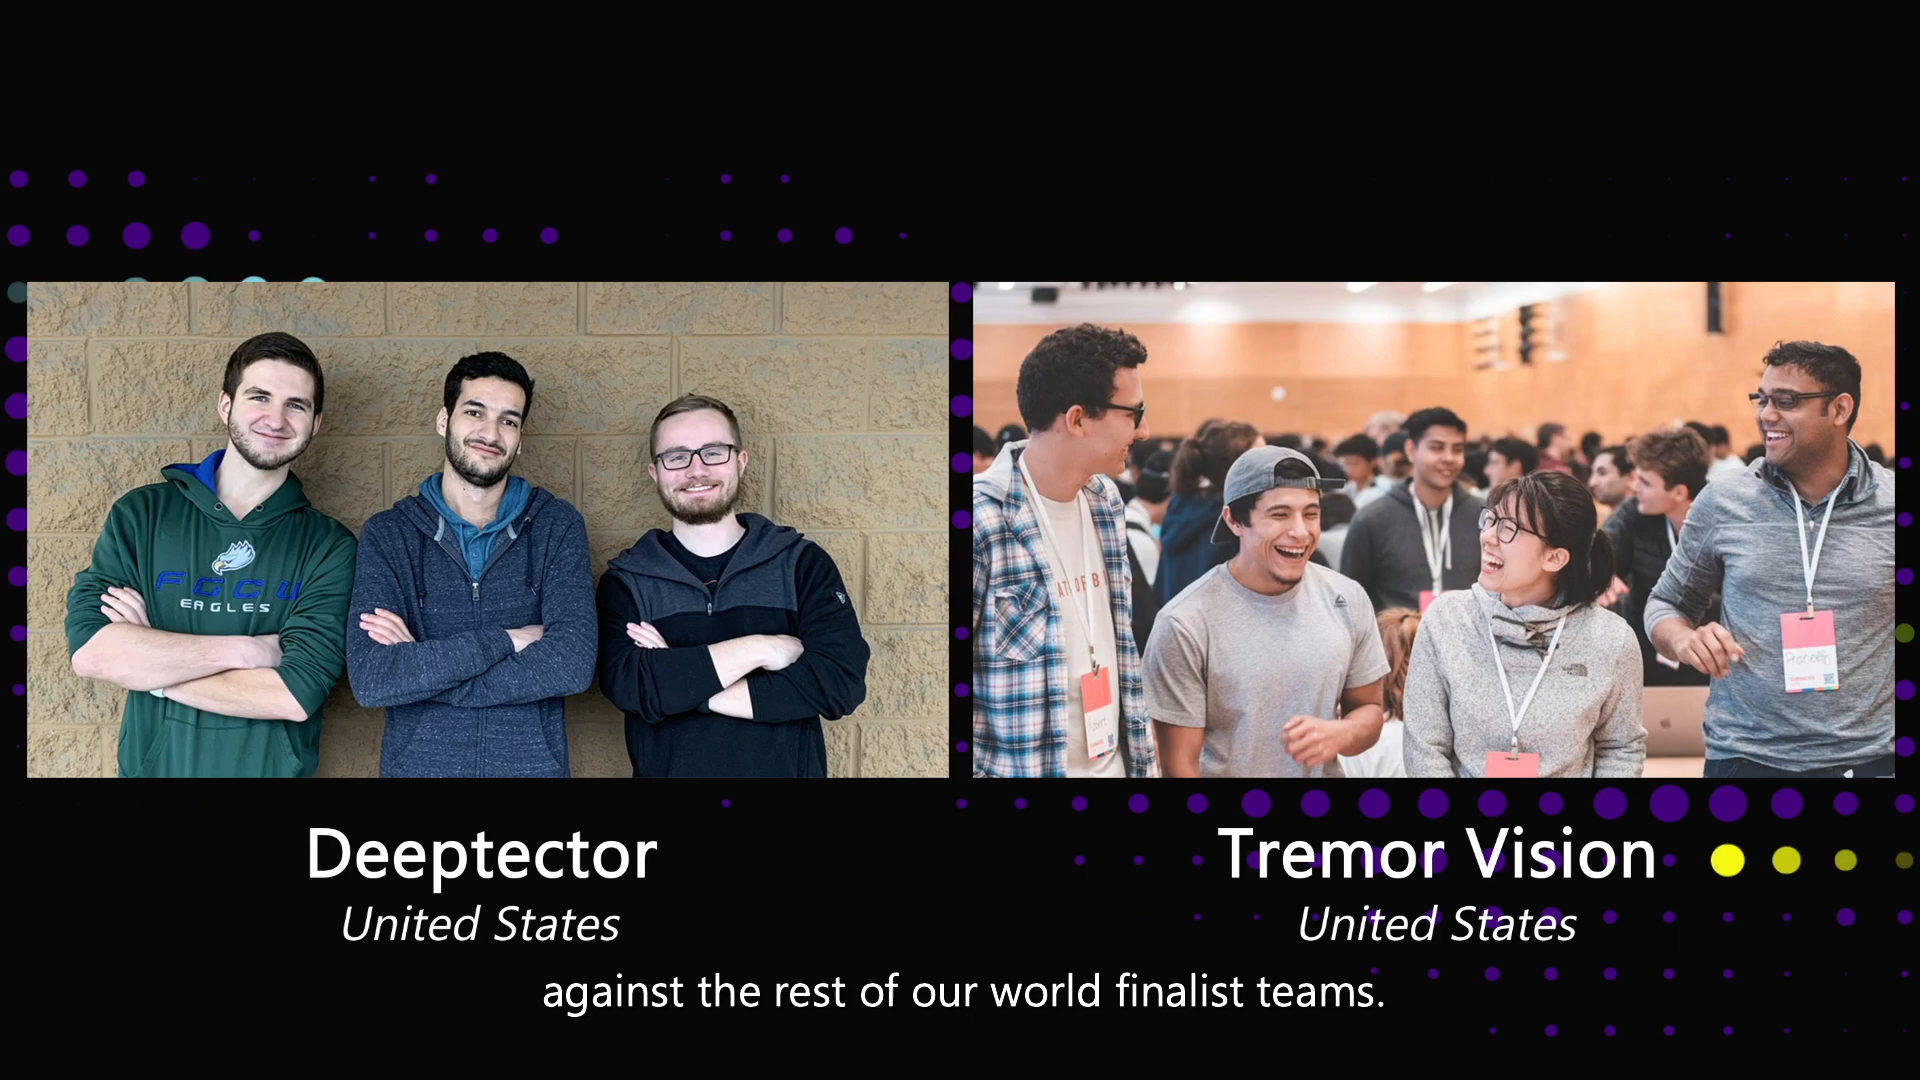 FGCU
EAGLES
Deeptector
United States
Tremor Vision
United States
against the rest of our world finalist teams.